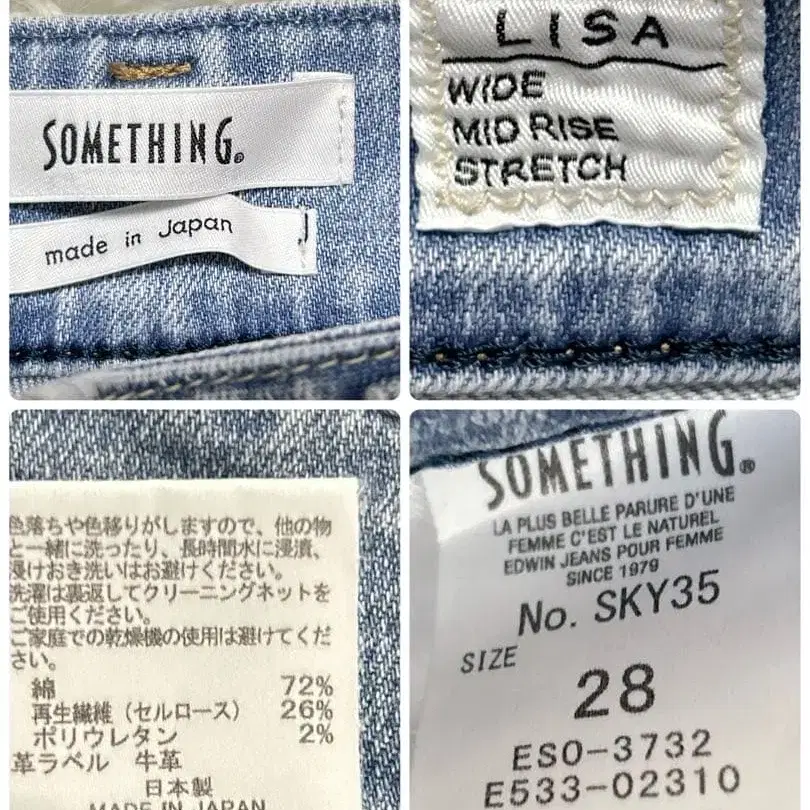 SOMETHING®
made in Japan
LISA
WIDE
MID RISE
STRETCH
色落ちや色移りがしますので、他の物
と一緒に洗ったり、長時間水に浸漬、
浸けおき洗いはお避けください。
洗濯は裏返してクリーニングネットを
ご使用ください。
ご家庭での乾燥機の使用は避けてくだ
さい。
綿 72%
再生繊維（セルロース） 26%
ポリウレタン 2%
革ラベル 牛革
日本製
MADE IN JAPAN
SOMETHING®
LA PLUS BELLE PARURE D'UNE
FEMME C'EST LE NATUREL
EDWIN JEANS POUR FEMME
SINCE 1979
No. SKY35
SIZE
28
ESO-3732
E533-02310